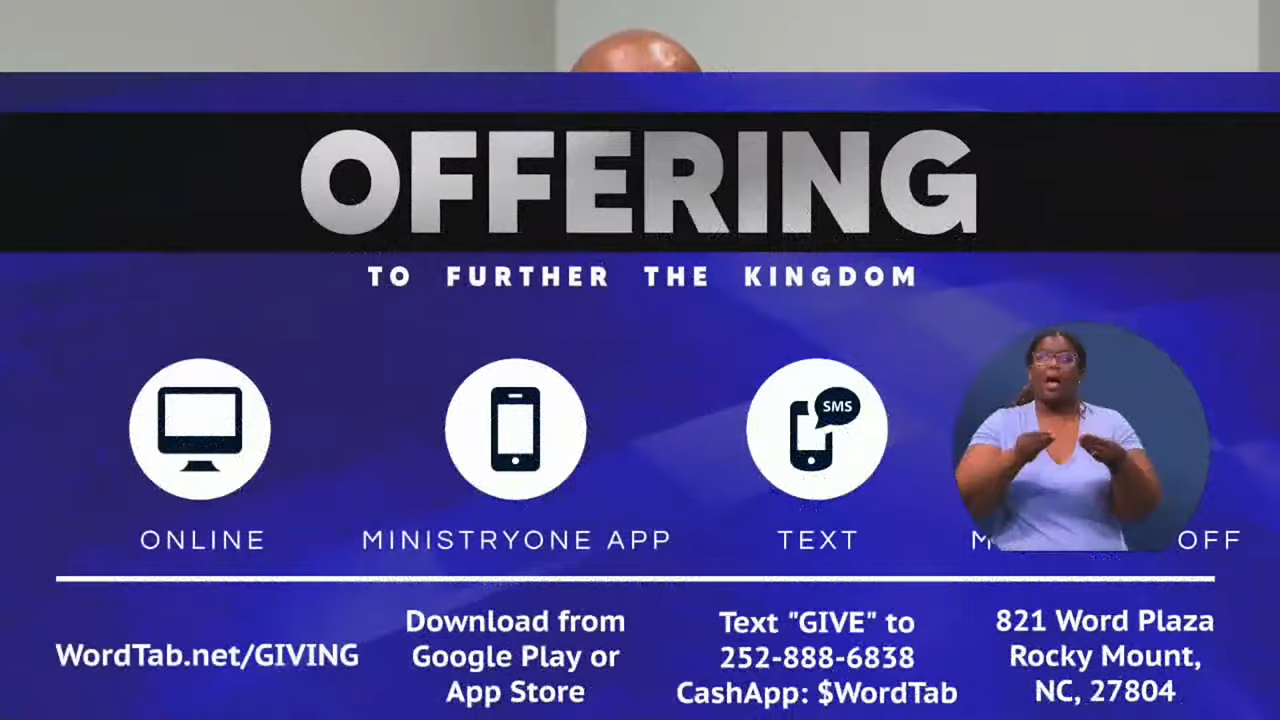 OFFERING
TO FURTHER THE KINGDOM
SMS
ONLINE
MINISTRYONE APP
TEXT
OFF
WordTab.net/GIVING
Download from
Google Play or
App Store
Text "GIVE" to
252-888-6838
CashApp: $WordTab
821 Word Plaza
Rocky Mount,
NC, 27804